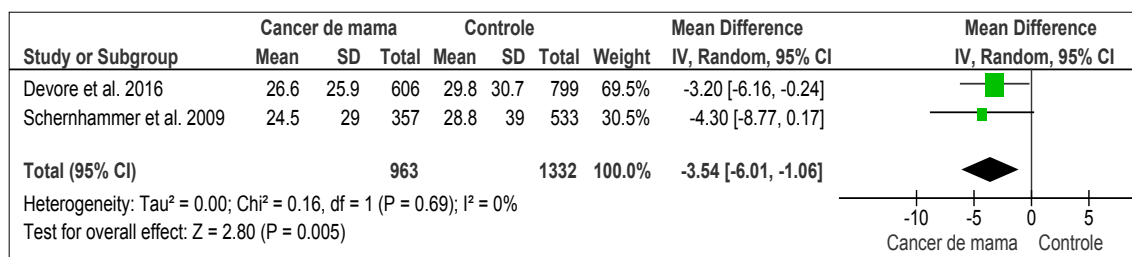 Cancer de mama Controle Mean Difference Mean Difference
Study or Subgroup Mean SD Total Mean SD Total Weight IV, Random, 95% CI IV, Random, 95% CI
Devore et al. 2016 26.6 25.9 606 29.8 30.7 799 69.5% -3.20 [-6.16, -0.24]
Schernhammer et al. 2009 24.5 29 357 28.8 39 533 30.5% -4.30 [-8.77, 0.17]
Total (95% CI) 963 1332 100.0% -3.54 [-6.01, -1.06]
Heterogeneity: Tau² = 0.00; Chi² = 0.16, df = 1 (P = 0.69); I² = 0%
Test for overall effect: Z = 2.80 (P = 0.005)
-10 -5 0 5
Cancer de mama Controle